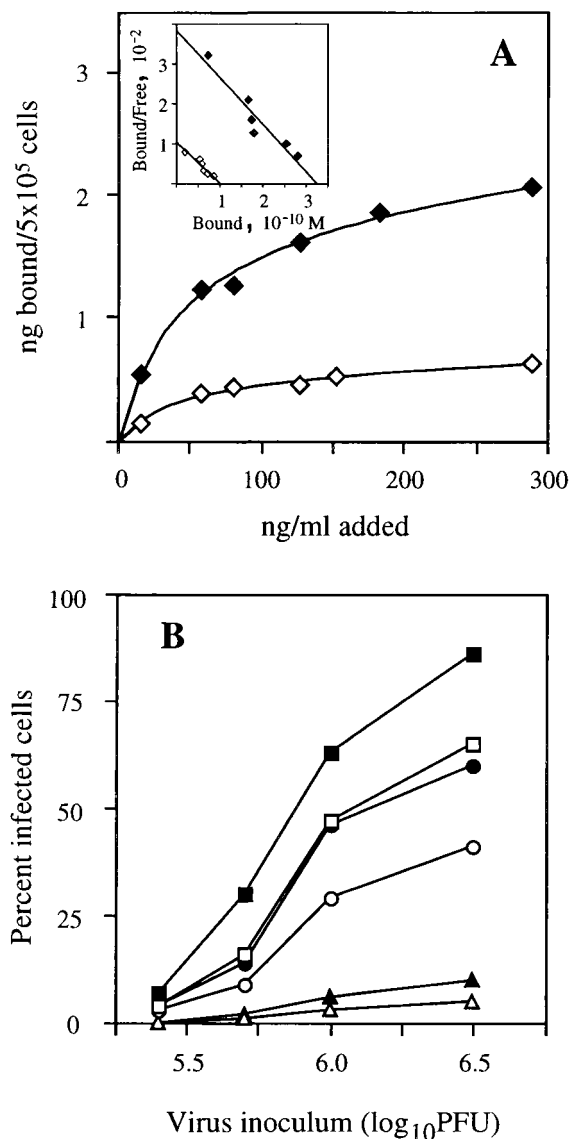 A
ng bound/5x10⁵ cells
3
2
1
Bound/Free, 10⁻²
3
2
1
0
1
2
3
Bound, 10⁻¹⁰ M
0
100
200
300
ng/ml added
B
Percent infected cells
100
75
50
25
0
5.5
6.0
6.5
Virus inoculum (log₁₀PFU)